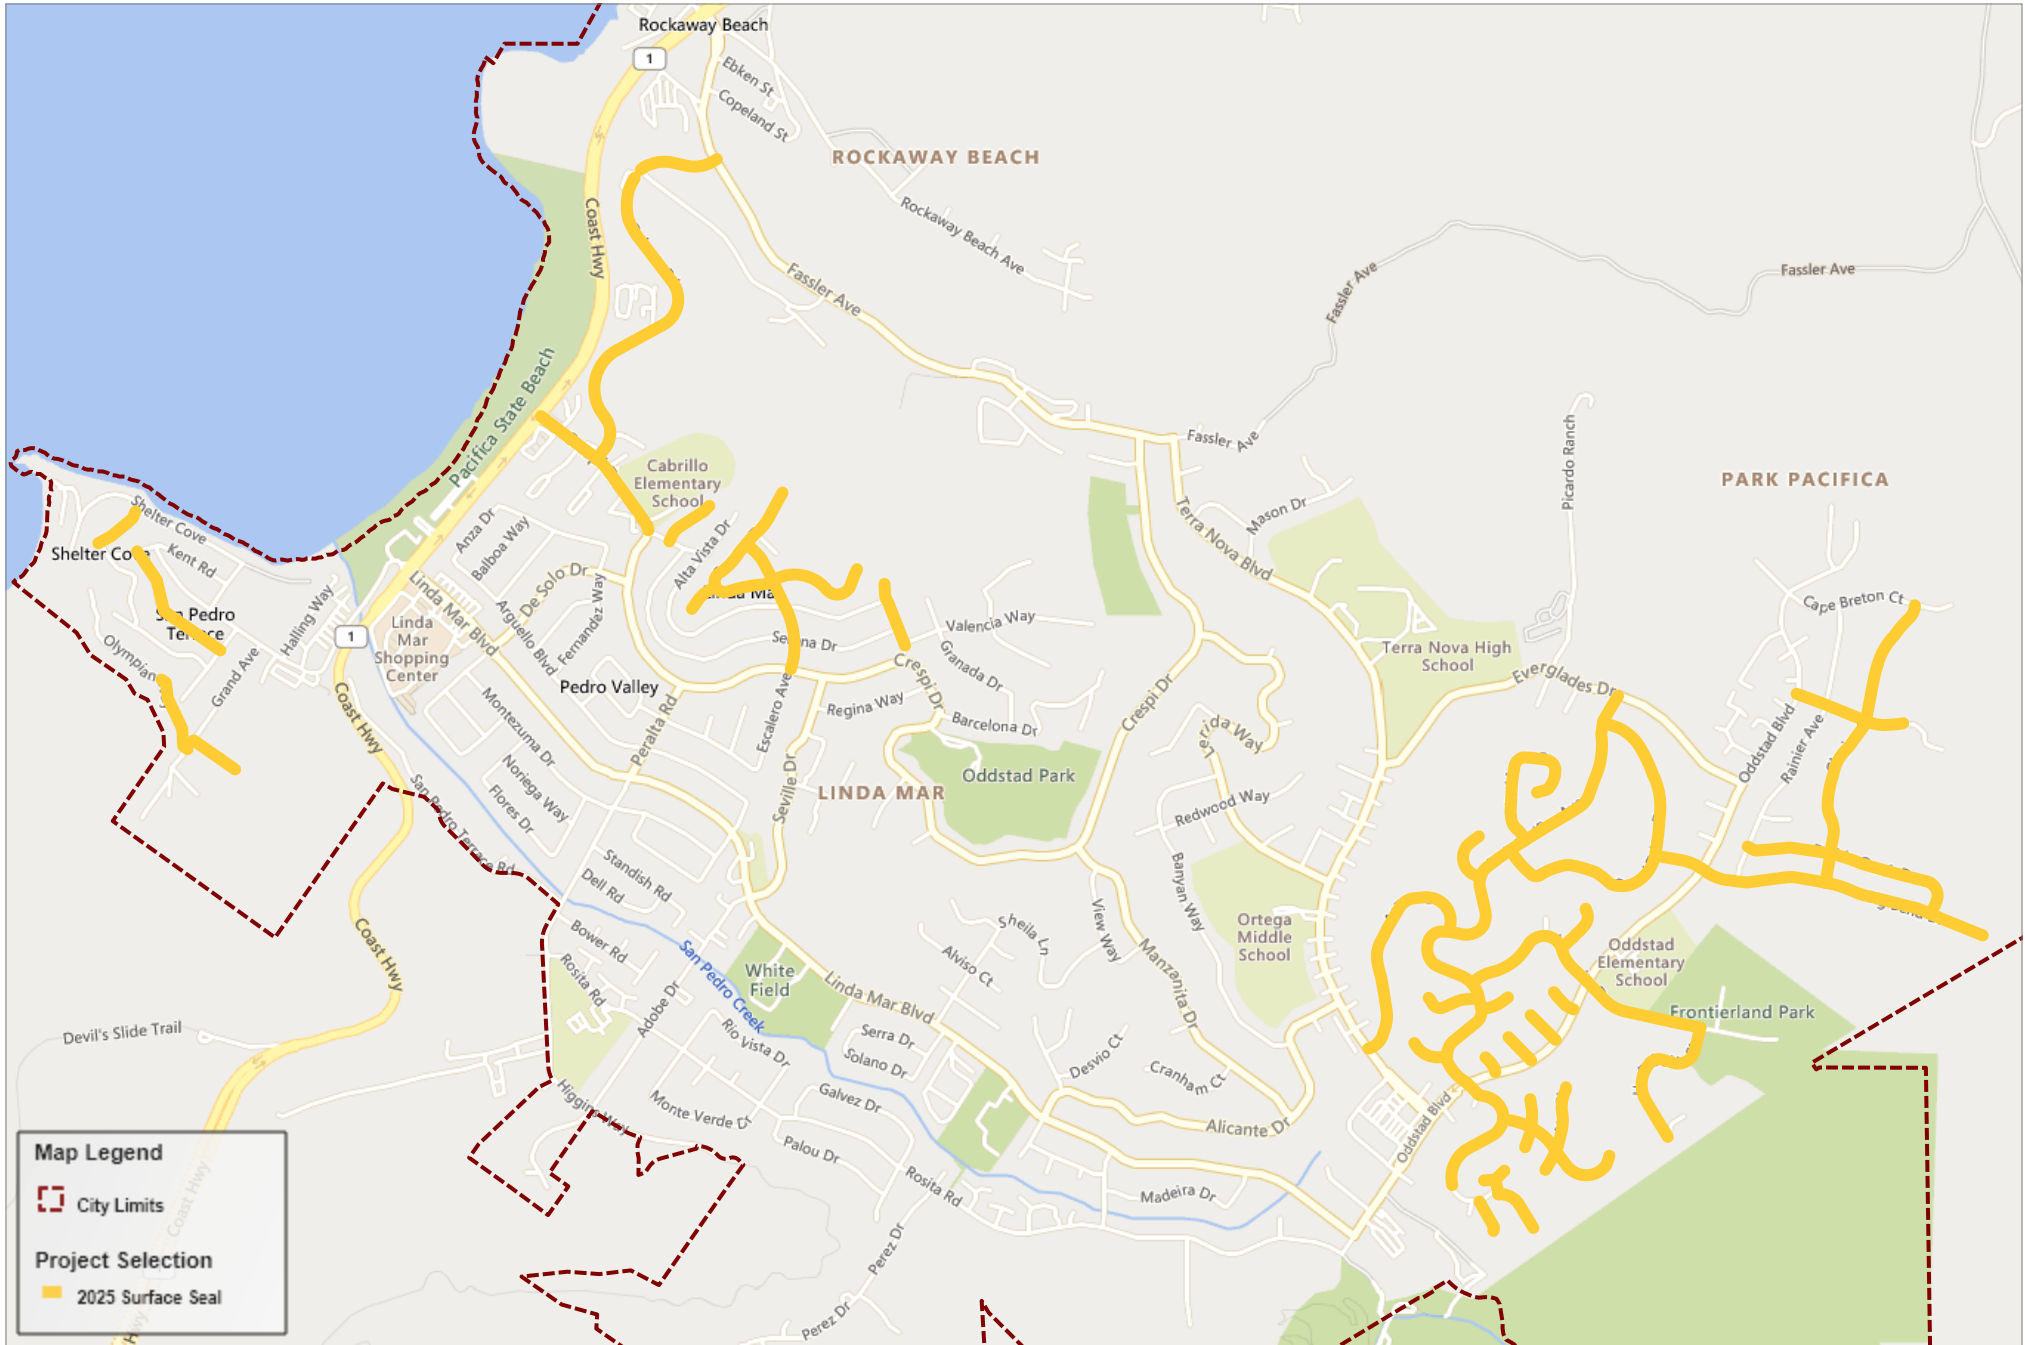 Rockaway Beach
1
Ebken St
Copeland St
ROCKAWAY BEACH
Coast Hwy
Rockaway Beach Ave
Fassler Ave
Fassler Ave
Fassler Ave
Fassler Ave
Pacifica State Beach
Cabrillo
Elementary
School
Picardo Ranch
PARK PACIFICA
Mason Dr
Terra Nova Blvd
Shelter Cove
Kent Rd
Anza Dr
Balboa Way
Alta Vista Dr
De Solo Dr
Linda Mar Blvd
Arguello Blvd
Fernandez Way
Halling Way
Olympian
Grand Ave
1
Linda
Mar
Shopping
Center
Pedro Valley
Peralta Rd
Valencia Way
Granada Dr
Crespi Dr
Regina Way
Barcelona Dr
Escalero Ave
Seville Dr
Crespi Dr
Lerida Way
Terra Nova High
School
Everglades Dr
Cape Breton Ct
Oddstad Blvd
Rainier Ave
Coast Hwy
Montezuma Dr
Noriega Way
Flores Dr
San Pedro Terrace Rd
LINDA MAR
Oddstad Park
Redwood Way
Banyan Way
Standish Rd
Dell Rd
Bower Rd
Rosita Rd
San Pedro Creek
White
Field
Adobe Dr
Rio Vista Dr
Linda Mar Blvd
Sheila Ln
Alviso Ct
View Way
Manzanita Dr
Ortega
Middle
School
Oddstad
Elementary
School
Frontierland Park
Coast Hwy
Devil's Slide Trail
Serra Dr
Solano Dr
Desvio Ct
Cranham Ct
Higgins Way
Monte Verde Dr
Galvez Dr
Palou Dr
Rosita Rd
Alicante Dr
Oddstad Blvd
Madeira Dr
Perez Dr
Perez Dr
Coast Hwy
Map Legend
City Limits
Project Selection
2025 Surface Seal